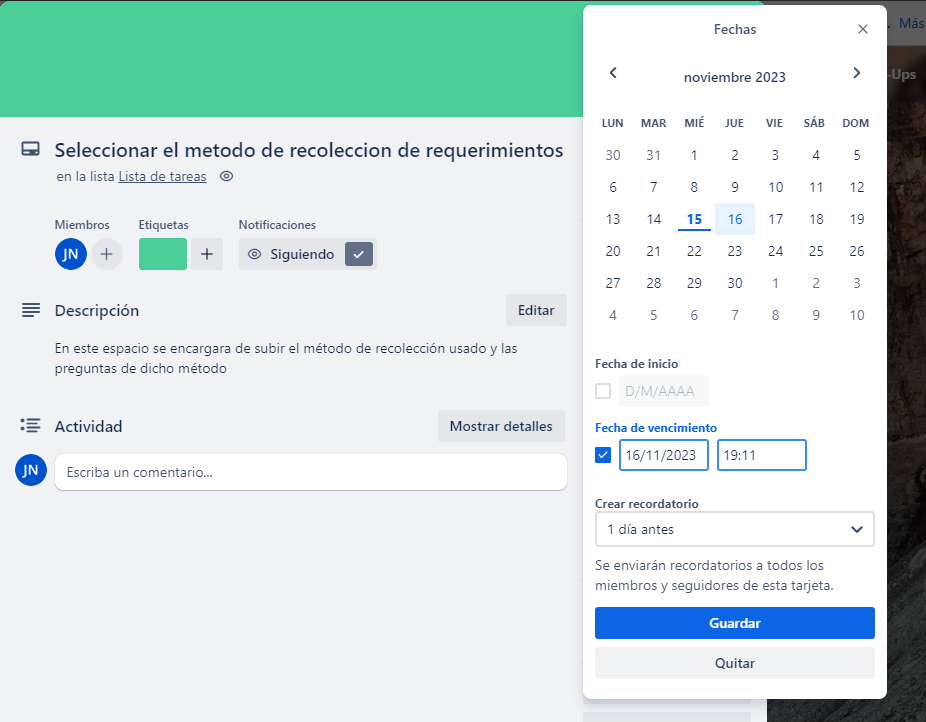 Seleccionar el metodo de recoleccion de requerimientos
en la lista Lista de tareas
Miembros
Etiquetas
Notificaciones
JN
Siguiendo
Descripción
Editar
En este espacio se encargara de subir el método de recolección usado y las
preguntas de dicho método
Actividad
Mostrar detalles
JN
Escriba un comentario...
Fechas
noviembre 2023
LUN MAR MIÉ JUE VIE SÁB DOM
30 31 1 2 3 4 5
6 7 8 9 10 11 12
13 14 15 16 17 18 19
20 21 22 23 24 25 26
27 28 29 30 1 2 3
4 5 6 7 8 9 10
Fecha de inicio
D/M/AAAA
Fecha de vencimiento
16/11/2023 19:11
Crear recordatorio
1 día antes
Se enviarán recordatorios a todos los
miembros y seguidores de esta tarjeta.
Guardar
Quitar
. Más
-Ups